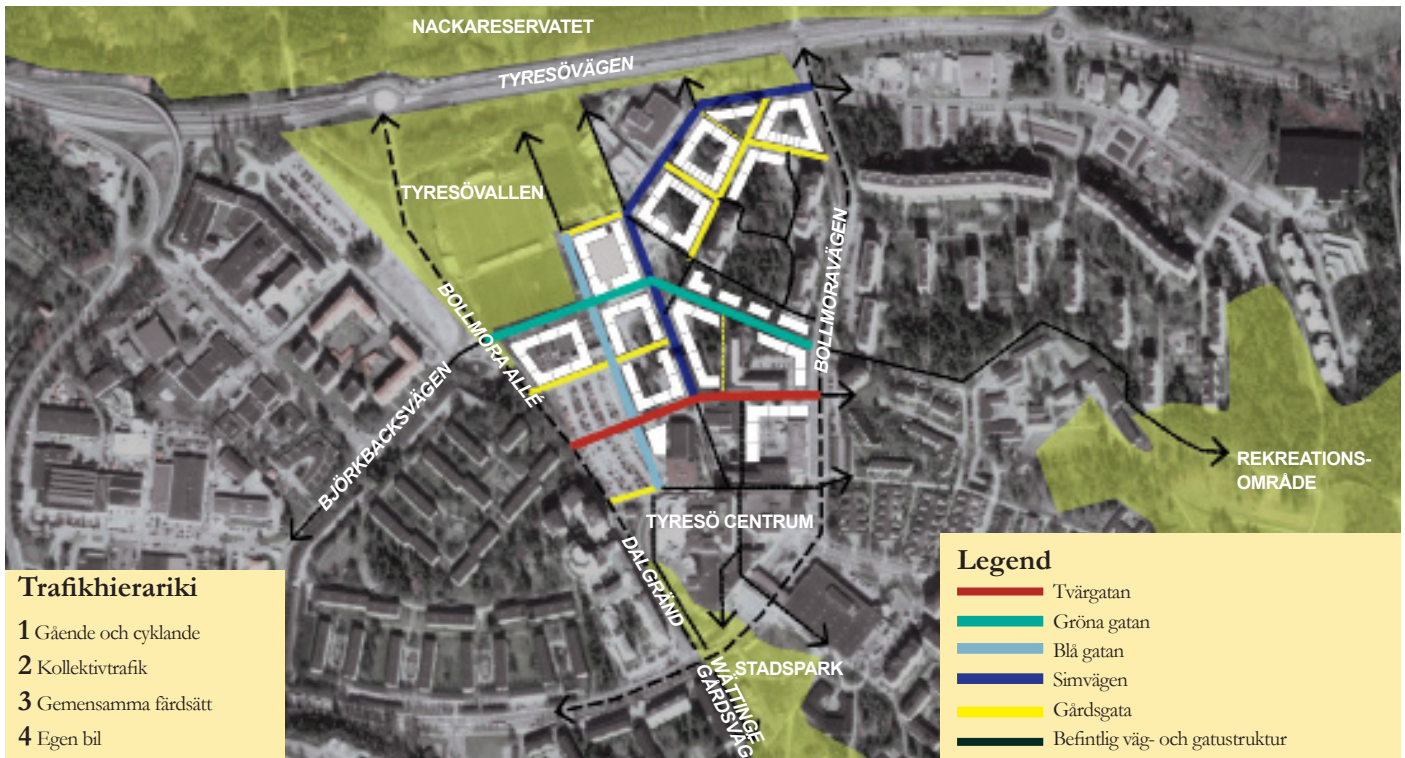 NACKARESERVATET
TYRESÖVÄGEN
TYRESÖVALLEN
BOLLMORAVÄGEN
BOLLMORA ALLÉ
BJÖRKBACKSVÄGEN
REKREATIONS-
OMRÅDE
TYRESÖ CENTRUM
DALGRÄND
STADSPARK
WÄTTINGE
GÅRDSVÄG
Trafikhierariki
1 Gående och cyklande
2 Kollektivtrafik
3 Gemensamma färdsätt
4 Egen bil
Legend
Tvärgatan
Gröna gatan
Blå gatan
Simvägen
Gårdsgata
Befintlig väg- och gatustruktur